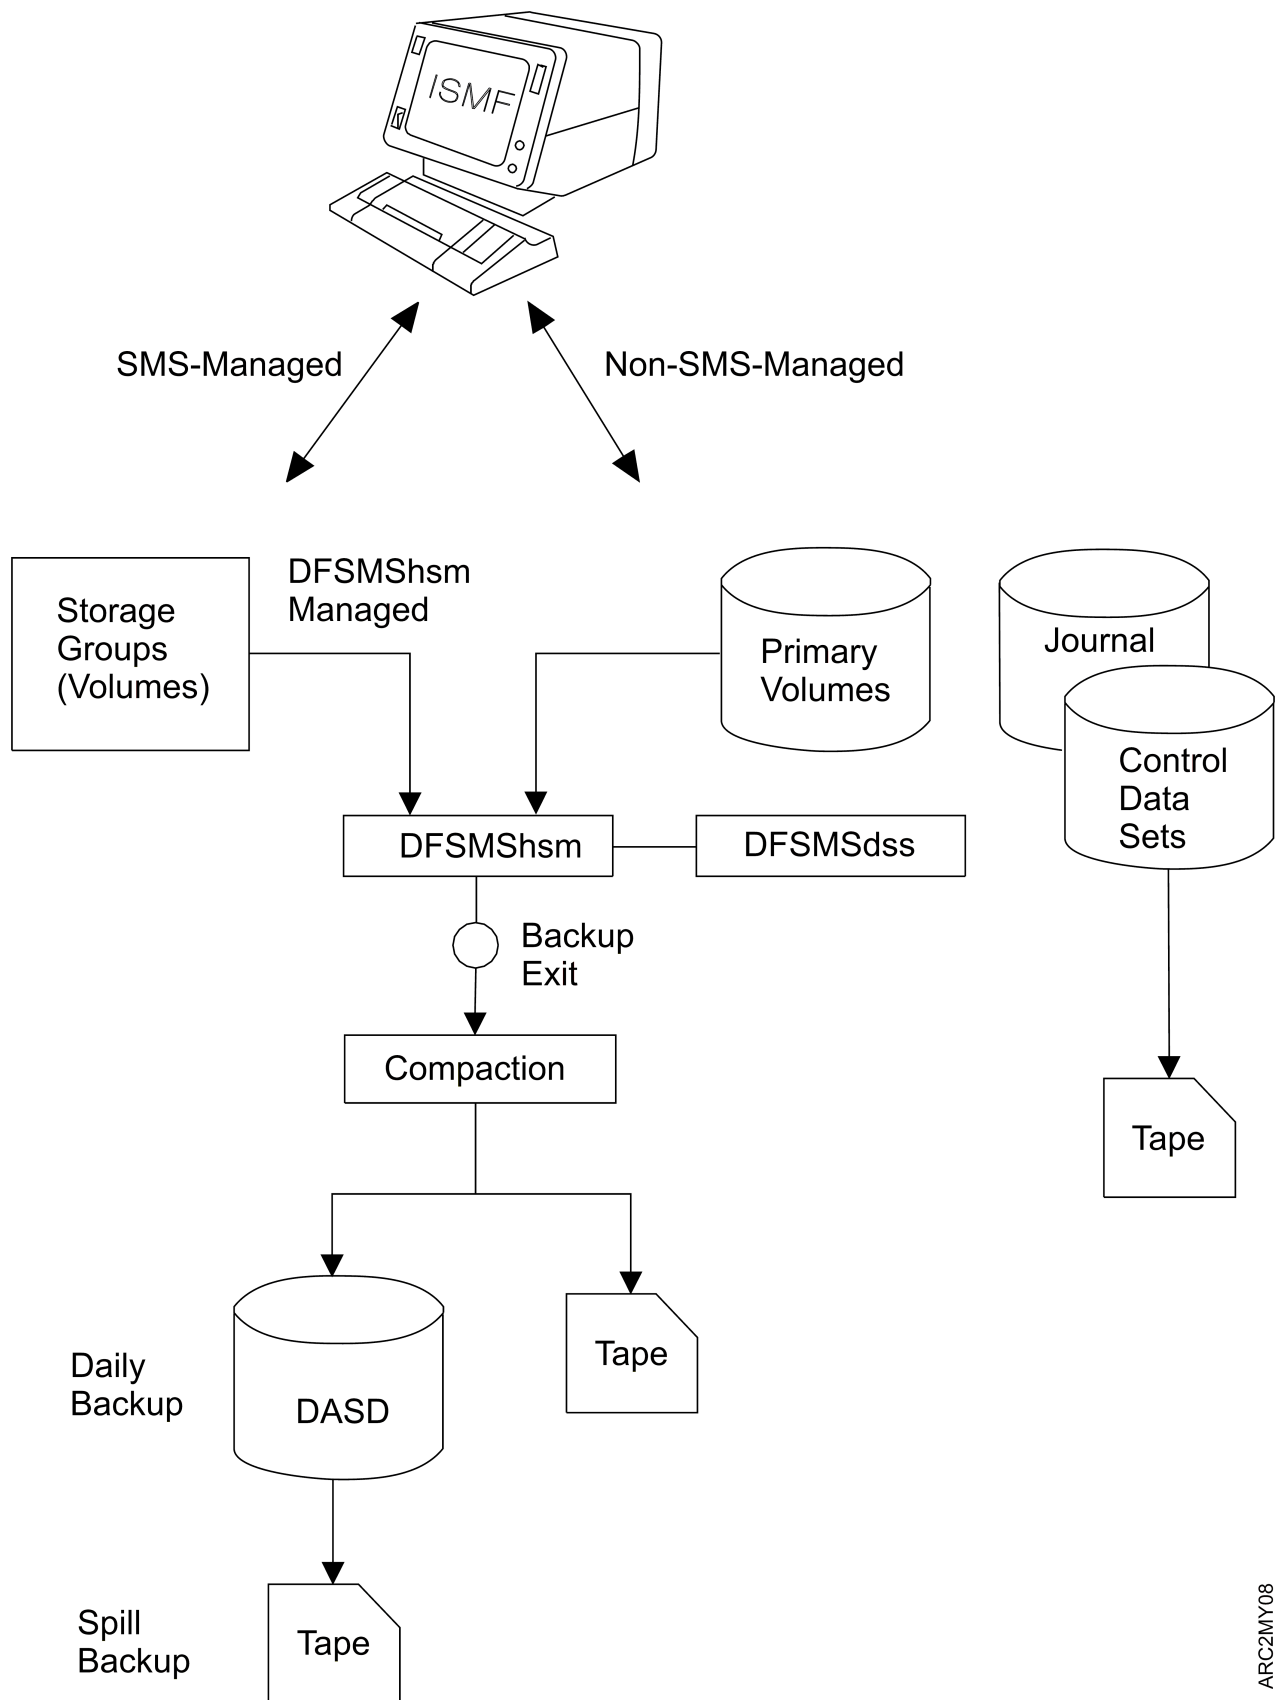 ISMF
SMS-Managed
Non-SMS-Managed
DFSMShsm
Managed
Storage
Groups
(Volumes)
Primary
Volumes
Journal
Control
Data
Sets
DFSMShsm
DFSMSdss
Backup
Exit
Compaction
Tape
Daily
Backup
DASD
Tape
Spill
Backup
Tape
ARC2MY08